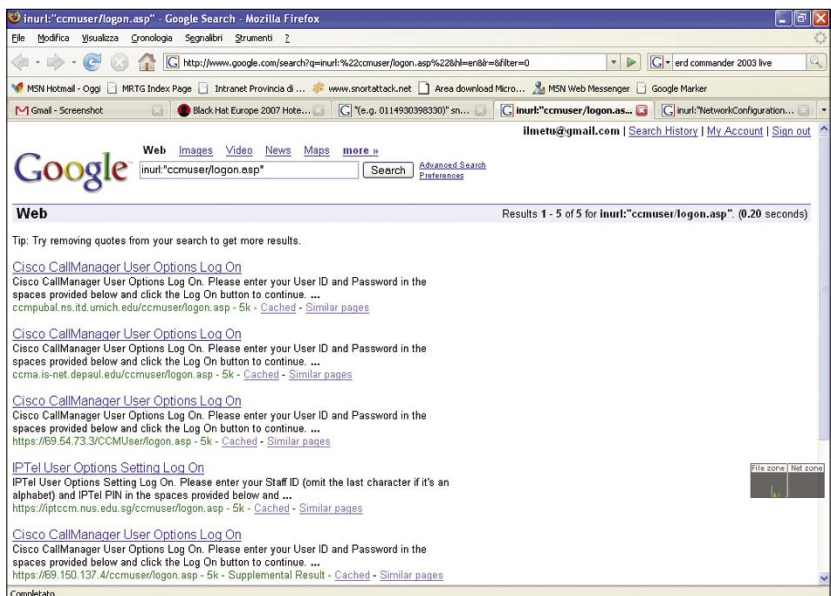 inurl:"ccmuser/logon.asp" - Google Search - Mozilla Firefox
File Modifica Visualizza Cronologia Segnalibri Strumenti ?
http://www.google.com/search?q=inurl:%22ccmuser/logon.asp%22&hl=en&lr=&filter=0 erd commander 2003 live
MSN Hotmail - Oggi MRTG Index Page Intranet Provincia di ... www.snortattack.net Area download Micro... MSN Web Messenger Google Marker
Gmail - Screenshot Black Hat Europe 2007 Hote... "(e.g. 0114930398330)" sn... inurl:"ccmuser/logon.as... inurl:"NetworkConfiguration...
ilmetu@gmail.com | Search History | My Account | Sign out
Web Images Video News Maps more »
Google inurl:"ccmuser/logon.asp" Search Advanced Search
Preferences
Web Results 1 - 5 of 5 for inurl:"ccmuser/logon.asp". (0.20 seconds)
Tip: Try removing quotes from your search to get more results.
Cisco CallManager User Options Log On
Cisco CallManager User Options Log On. Please enter your User ID and Password in the
spaces provided below and click the Log On button to continue. ...
ccmpubal.ns.itd.umich.edu/ccmuser/logon.asp - 5k - Cached - Similar pages
Cisco CallManager User Options Log On
Cisco CallManager User Options Log On. Please enter your User ID and Password in the
spaces provided below and click the Log On button to continue. ...
ccma.is-net.depaul.edu/ccmuser/logon.asp - 5k - Cached - Similar pages
Cisco CallManager User Options Log On
Cisco CallManager User Options Log On. Please enter your User ID and Password in the
spaces provided below and click the Log On button to continue. ...
https://69.54.73.3/CCMUser/logon.asp - 5k - Cached - Similar pages
IPTel User Options Setting Log On
IPTel User Options Setting Log On. Please enter your Staff ID (omit the last character if it's an
alphabet) and IPTel PIN in the spaces provided below and ...
https://iptccm.nus.edu.sg/ccmuser/logon.asp - 5k - Cached - Similar pages
File zone Net zone
Cisco CallManager User Options Log On
Cisco CallManager User Options Log On. Please enter your User ID and Password in the
spaces provided below and click the Log On button to continue. ...
https://69.150.137.4/ccmuser/logon.asp - 5k - Supplemental Result - Cached - Similar pages
Completato